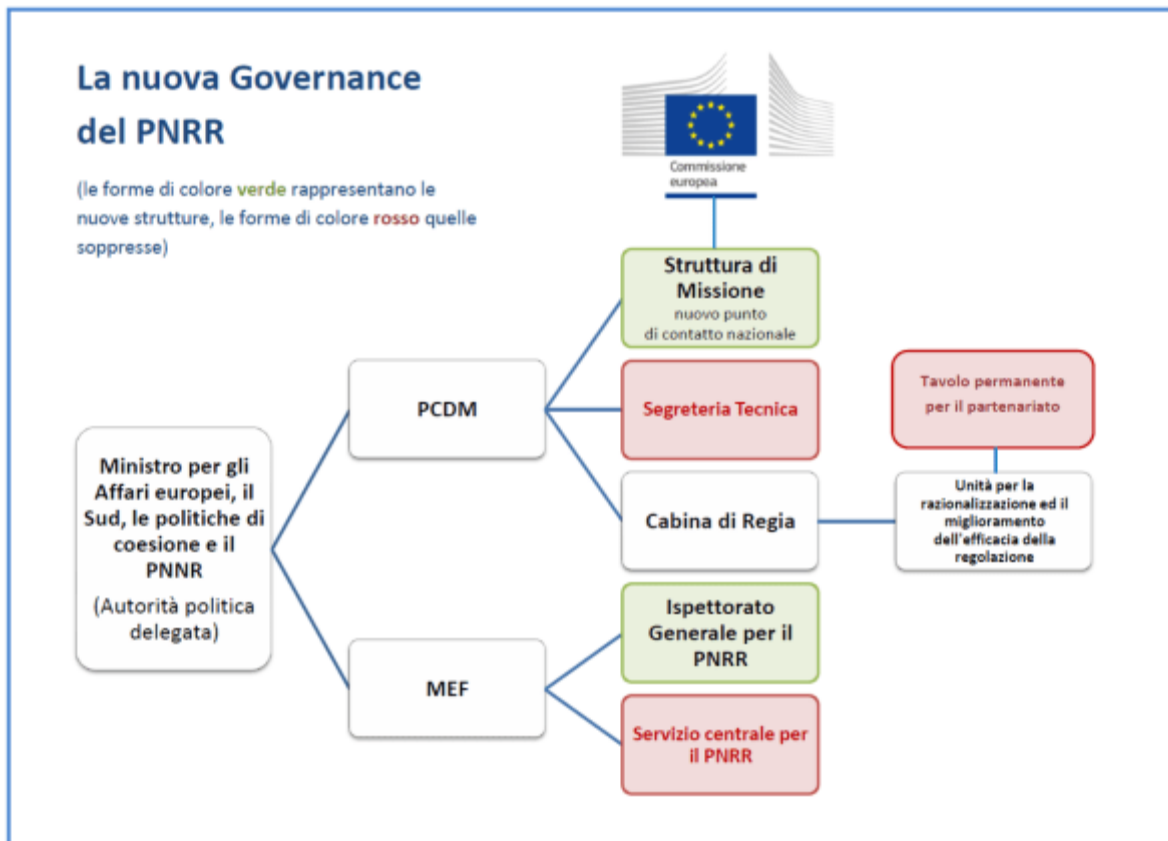 La nuova Governance
del PNRR
(le forme di colore verde rappresentano le
nuove strutture, le forme di colore rosso quelle
soppresse)
Commissione
europea
Struttura di
Missione
nuovo punto
di contatto nazionale
PCDM
Segreteria Tecnica
Tavolo permanente
per il partenariato
Ministro per gli
Affari europei, il
Sud, le politiche di
coesione e il
PNNR
(Autorità politica
delegata)
Cabina di Regia
Unità per la
razionalizzazione ed il
miglioramento
dell'efficacia della
regolazione
Ispettorato
Generale per il
PNRR
MEF
Servizio centrale per
il PNRR